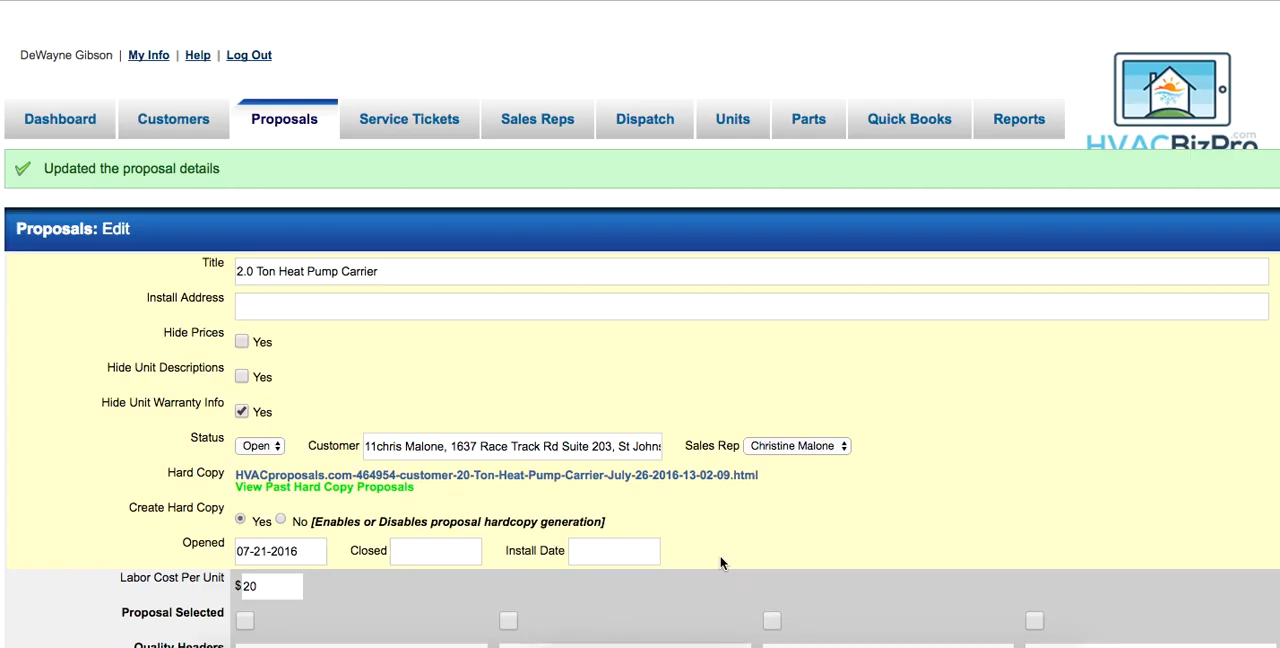 DeWayne Gibson | My Info | Help | Log Out
Dashboard Customers Proposals Service Tickets Sales Reps Dispatch Units Parts Quick Books Reports
HVACBizPro.com
Updated the proposal details
Proposals: Edit
Title 2.0 Ton Heat Pump Carrier
Install Address
Hide Prices Yes
Hide Unit Descriptions Yes
Hide Unit Warranty Info Yes
Status Open Customer 11chris Malone, 1637 Race Track Rd Suite 203, St Johns Sales Rep Christine Malone
Hard Copy HVACproposals.com-464954-customer-20-Ton-Heat-Pump-Carrier-July-26-2016-13-02-09.html
View Past Hard Copy Proposals
Create Hard Copy Yes No [Enables or Disables proposal hardcopy generation]
Opened 07-21-2016 Closed Install Date
Labor Cost Per Unit $20
Proposal Selected
Quality Headers